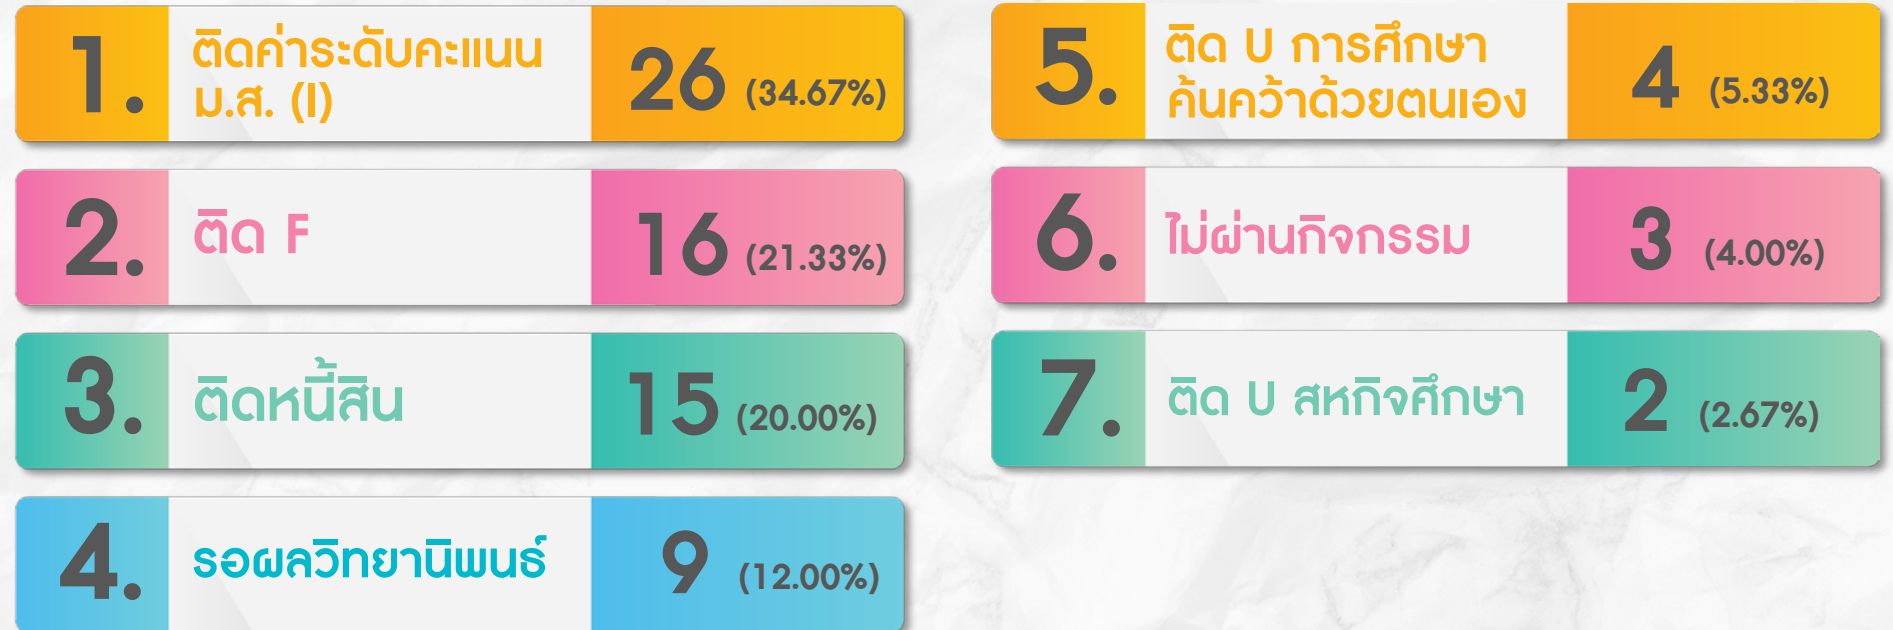 1. ติดค่าระดับคะแนน
ม.ส. (I)
26 (34.67%)
2. ติด F 16 (21.33%)
3. ติดหนี้สิน 15 (20.00%)
4. รอผลวิทยานิพนธ์ 9 (12.00%)
5. ติด U การศึกษา
ค้นคว้าด้วยตนเอง
4 (5.33%)
6. ไม่ผ่านกิจกรรม 3 (4.00%)
7. ติด U สหกิจศึกษา 2 (2.67%)